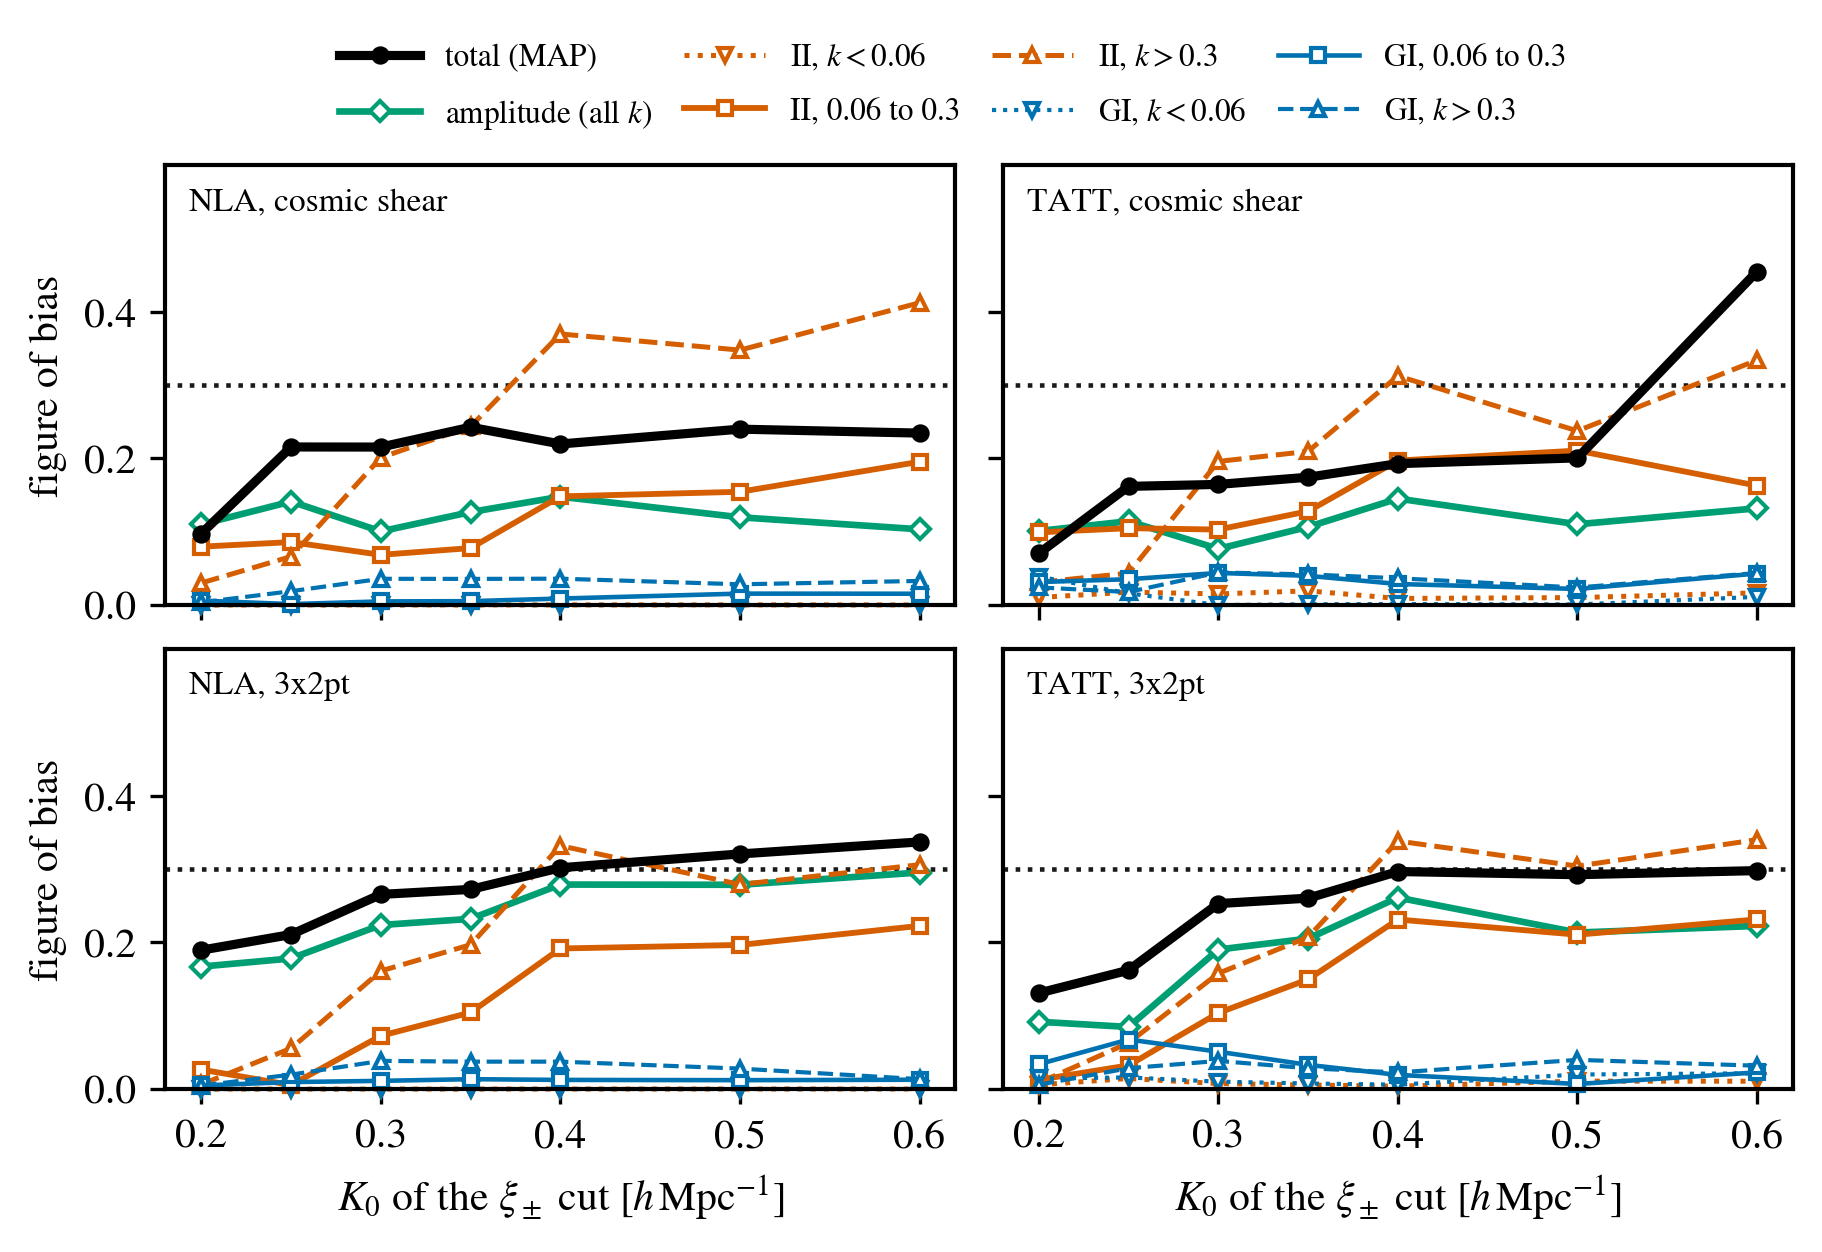 total (MAP)
II, k < 0.06
II, k > 0.3
GI, 0.06 to 0.3
amplitude (all k)
II, 0.06 to 0.3
GI, k < 0.06
GI, k > 0.3
NLA, cosmic shear
TATT, cosmic shear
figure of bias
0.4
0.2
0.0
NLA, 3x2pt
TATT, 3x2pt
figure of bias
0.4
0.2
0.0
0.2 0.3 0.4 0.5 0.6
0.2 0.3 0.4 0.5 0.6
K₀ of the ξ± cut [h Mpc⁻¹]
K₀ of the ξ± cut [h Mpc⁻¹]